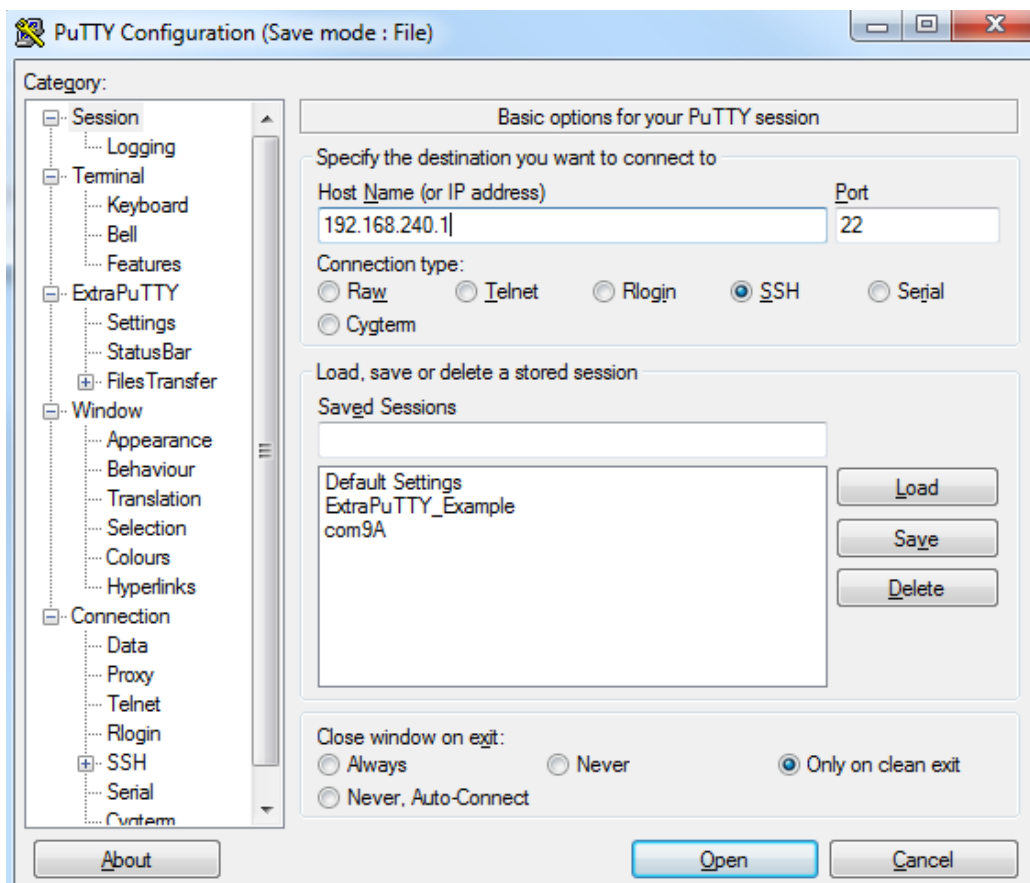 PuTTY Configuration (Save mode : File)
Category:
Session
Logging
Terminal
Keyboard
Bell
Features
ExtraPuTTY
Settings
StatusBar
FilesTransfer
Window
Appearance
Behaviour
Translation
Selection
Colours
Hyperlinks
Connection
Data
Proxy
Telnet
Rlogin
SSH
Serial
Cygterm
Basic options for your PuTTY session
Specify the destination you want to connect to
Host Name (or IP address) Port
192.168.240.1 22
Connection type:
Raw Telnet Rlogin SSH Serial
Cygterm
Load, save or delete a stored session
Saved Sessions
Default Settings
ExtraPuTTY_Example
com9A
Load
Save
Delete
Close window on exit:
Always Never Only on clean exit
Never, Auto-Connect
About Open Cancel